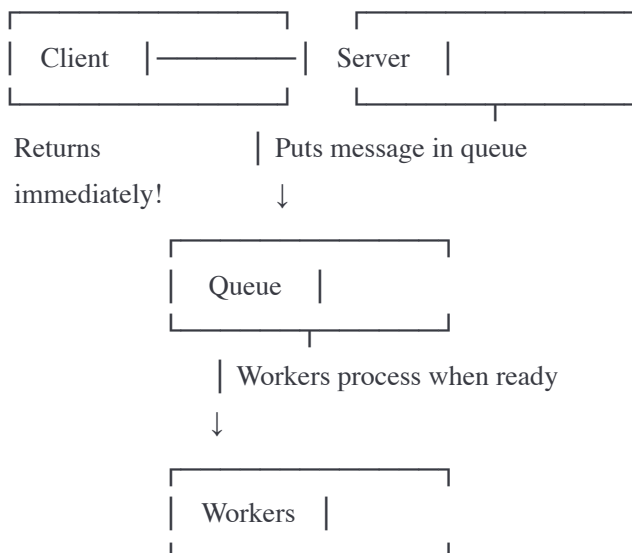 Client Server
Returns Puts message in queue
immediately! ↓
Queue
Workers process when ready
↓
Workers